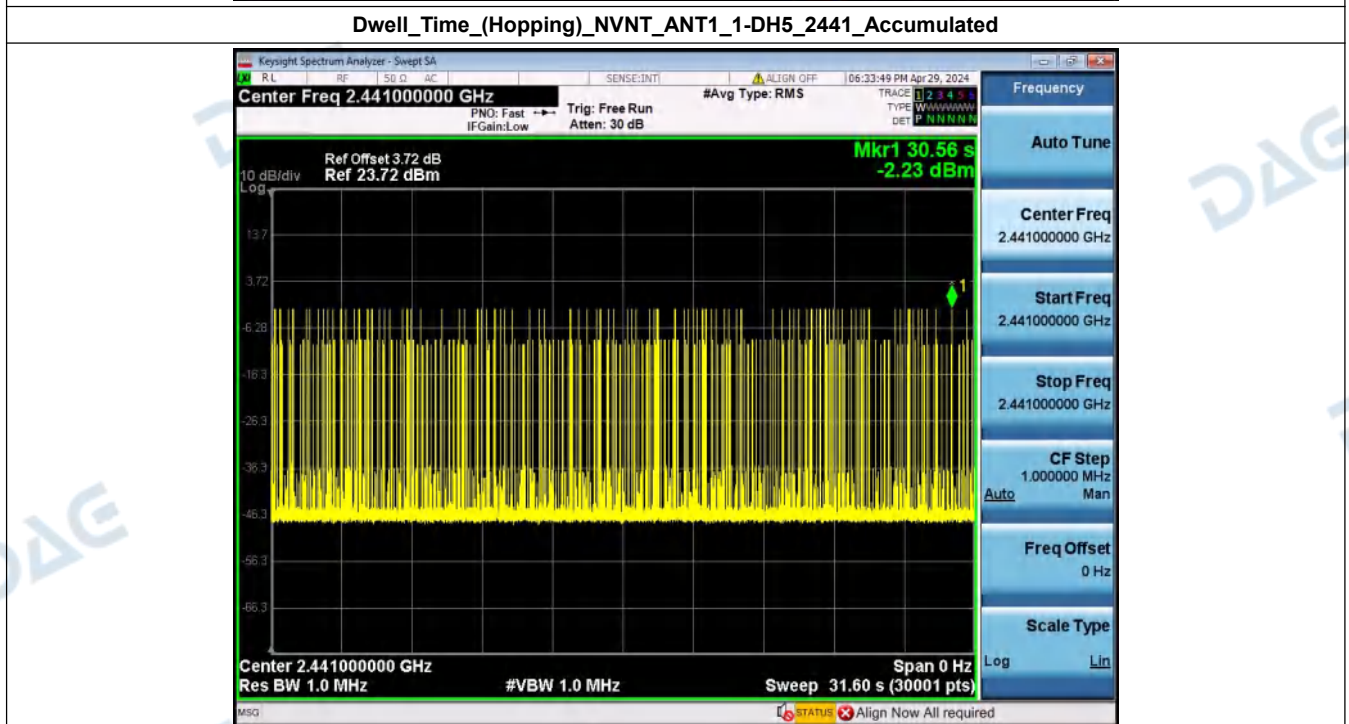 Dwell_Time_(Hopping)_NVNT_ANT1_1-DH5_2441_Accumulated
Keysight Spectrum Analyzer - Swept SA
RL RF 50 Ω AC SENSE:INT ALIGN OFF 06:33:49 PM Apr 29, 2024
Center Freq 2.441000000 GHz
PNO: Fast
IFGain:Low
Trig: Free Run
Atten: 30 dB
#Avg Type: RMS
TRACE 1 2 3 4 5 6
TYPE WWWWWW
DET P N N N N N
Mkr1 30.56 s
-2.23 dBm
Ref Offset 3.72 dB
10 dB/div Ref 23.72 dBm
Log
13.7
3.72
-6.28
-16.3
-26.3
-36.3
-46.3
-56.3
-66.3
1
Center 2.441000000 GHz Span 0 Hz
Res BW 1.0 MHz #VBW 1.0 MHz Sweep 31.60 s (30001 pts)
MSG STATUS Align Now All required
Frequency
Auto Tune
Center Freq
2.441000000 GHz
Start Freq
2.441000000 GHz
Stop Freq
2.441000000 GHz
CF Step
1.000000 MHz
Auto Man
Freq Offset
0 Hz
Scale Type
Log Lin
DAG
DAG